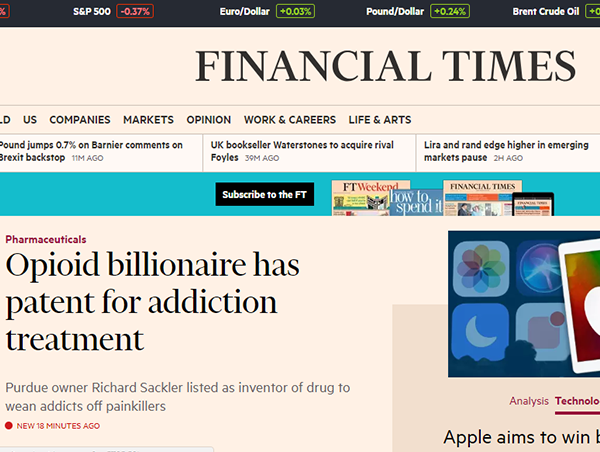 %
S&P 500 -0.37%
Euro/Dollar +0.03%
Pound/Dollar +0.24%
Brent Crude Oil +0
FINANCIAL TIMES
LD US COMPANIES MARKETS OPINION WORK & CAREERS LIFE & ARTS
Pound jumps 0.7% on Barnier comments on
Brexit backstop 11M AGO
UK bookseller Waterstones to acquire rival
Foyles 39M AGO
Lira and rand edge higher in emerging
markets pause 2H AGO
Subscribe to the FT
FTWeekend
how to
spend it
FINANCIAL TIMES
Pharmaceuticals
Opioid billionaire has
patent for addiction
treatment
Purdue owner Richard Sackler listed as inventor of drug to
wean addicts off painkillers
NEW 18 MINUTES AGO
Analysis Technolo
Apple aims to win b